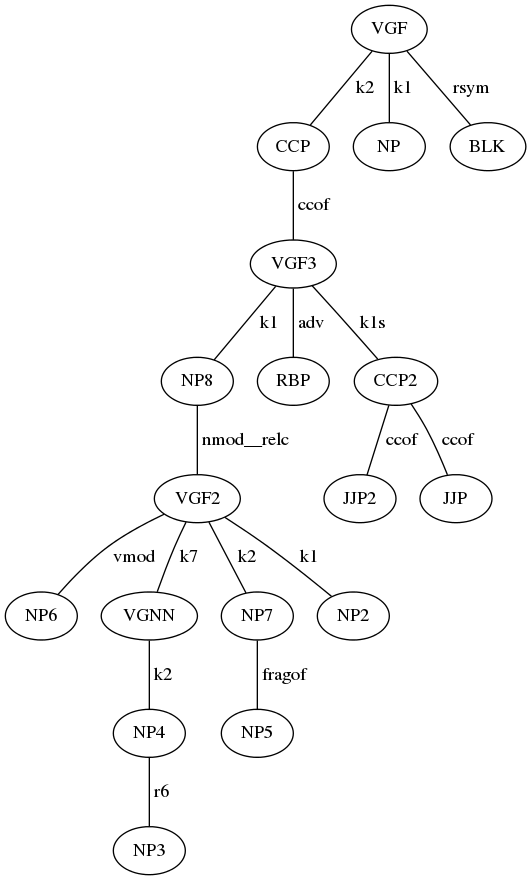 VGF
k2 k1 rsym
CCP NP BLK
ccof
VGF3
k1 adv k1s
NP8 RBP CCP2
nmod__relc ccof ccof
VGF2 JJP2 JJP
vmod k7 k2 k1
NP6 VGNN NP7 NP2
k2 fragof
NP4 NP5
r6
NP3